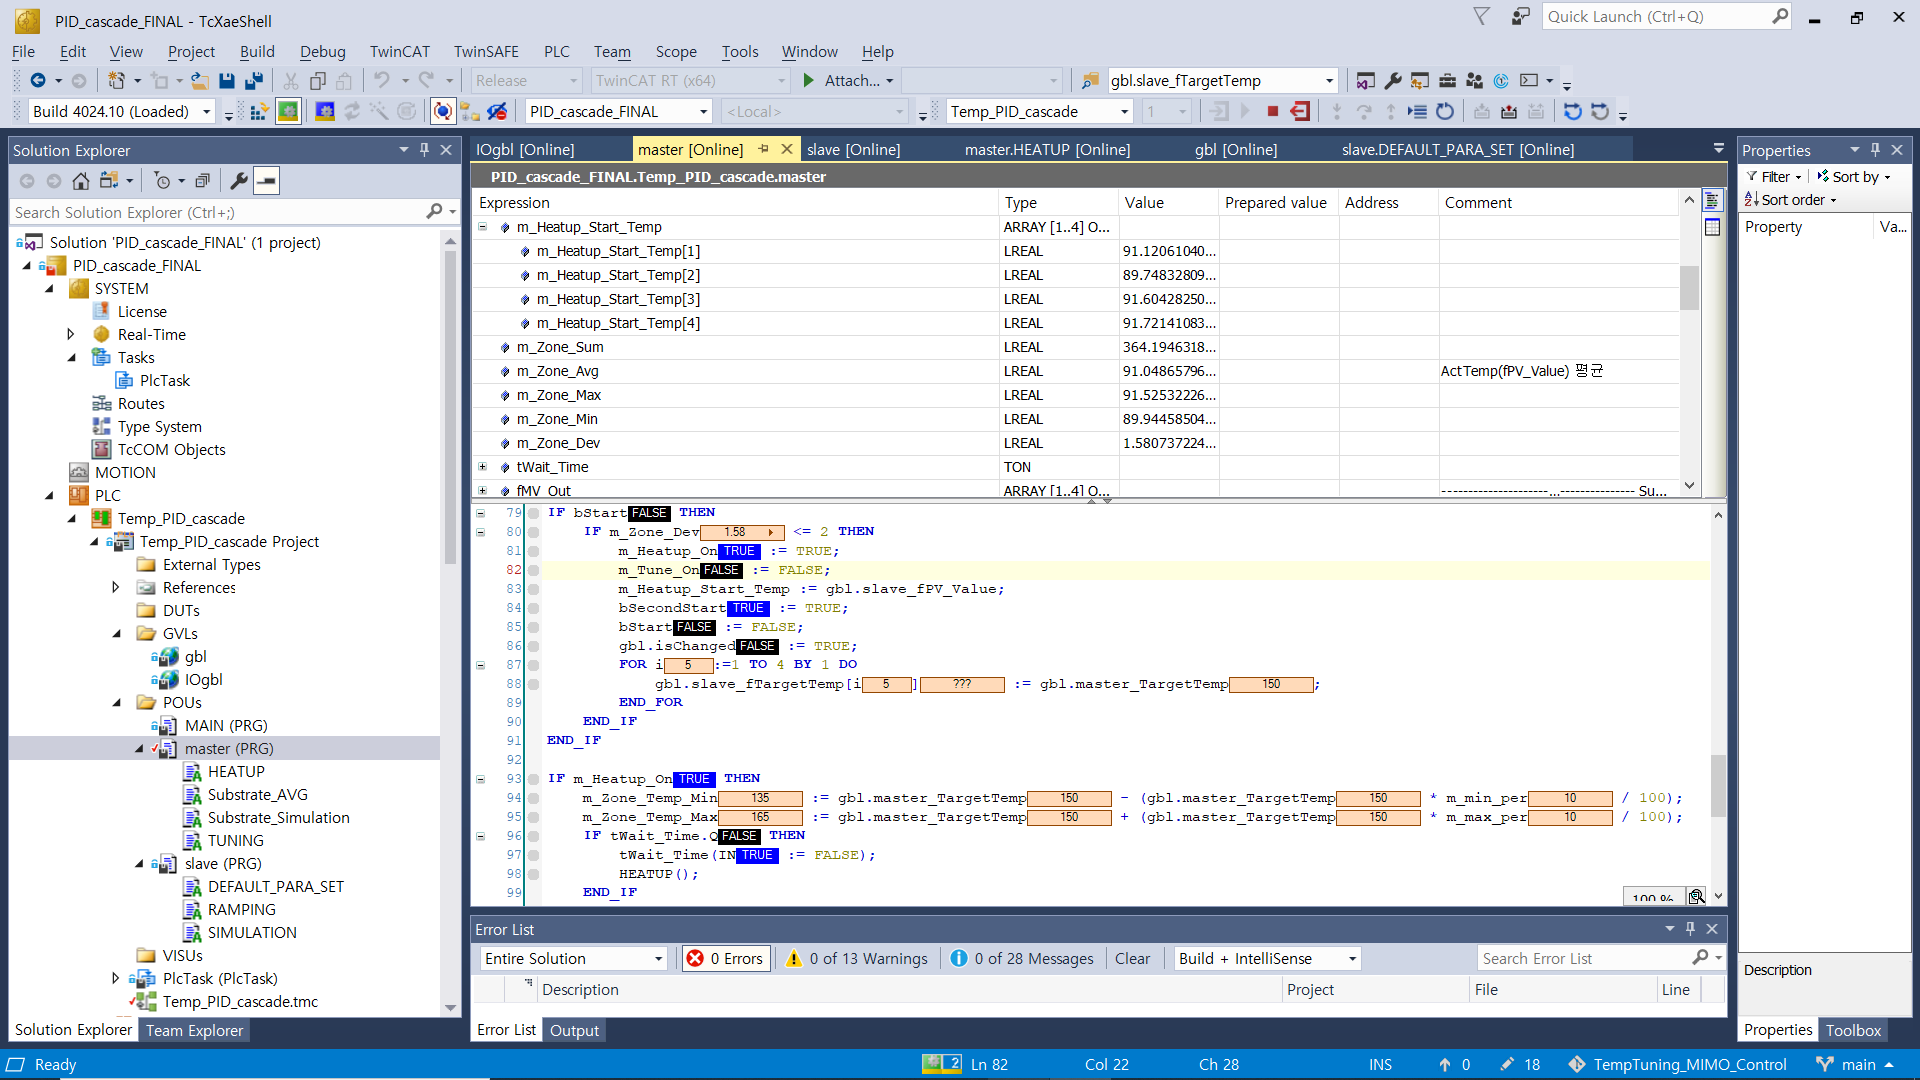 PID_cascade_FINAL - TcXaeShell
Quick Launch (Ctrl+Q)
File Edit View Project Build Debug TwinCAT TwinSAFE PLC Team Scope Tools Window Help
Release TwinCAT RT (x64) Attach... gbl.slave_fTargetTemp
Build 4024.10 (Loaded) PID_cascade_FINAL <Local> Temp_PID_cascade 1
Solution Explorer
Search Solution Explorer (Ctrl+;)
Solution 'PID_cascade_FINAL' (1 project)
PID_cascade_FINAL
SYSTEM
License
Real-Time
Tasks
PlcTask
Routes
Type System
TcCOM Objects
MOTION
PLC
Temp_PID_cascade
Temp_PID_cascade Project
External Types
References
DUTs
GVLs
gbl
IOgbl
POUs
MAIN (PRG)
master (PRG)
HEATUP
Substrate_AVG
Substrate_Simulation
TUNING
slave (PRG)
DEFAULT_PARA_SET
RAMPING
SIMULATION
VISUs
PlcTask (PlcTask)
Temp_PID_cascade.tmc
Solution Explorer Team Explorer
IOgbl [Online] master [Online] slave [Online] master.HEATUP [Online] gbl [Online] slave.DEFAULT_PARA_SET [Online]
PID_cascade_FINAL.Temp_PID_cascade.master
Expression Type Value Prepared value Address Comment
m_Heatup_Start_Temp ARRAY [1..4] O...
m_Heatup_Start_Temp[1] LREAL 91.12061040...
m_Heatup_Start_Temp[2] LREAL 89.74832809...
m_Heatup_Start_Temp[3] LREAL 91.60428250...
m_Heatup_Start_Temp[4] LREAL 91.72141083...
m_Zone_Sum LREAL 364.1946318...
m_Zone_Avg LREAL 91.04865796... ActTemp(fPV_Value) 평균
m_Zone_Max LREAL 91.52532226...
m_Zone_Min LREAL 89.94458504...
m_Zone_Dev LREAL 1.580737224...
tWait_Time TON
fMV_Out ARRAY [1..4] O... ----------------------...--------------- Su...
79 IF bStart FALSE THEN
80 IF m_Zone_Dev 1.58 <= 2 THEN
81 m_Heatup_On TRUE := TRUE;
82 m_Tune_On FALSE := FALSE;
83 m_Heatup_Start_Temp := gbl.slave_fPV_Value;
84 bSecondStart TRUE := TRUE;
85 bStart FALSE := FALSE;
86 gbl.isChanged FALSE := TRUE;
87 FOR i 5 :=1 TO 4 BY 1 DO
88 gbl.slave_fTargetTemp[i 5 ] ??? := gbl.master_TargetTemp 150 ;
89 END_FOR
90 END_IF
91 END_IF
92
93 IF m_Heatup_On TRUE THEN
94 m_Zone_Temp_Min 135 := gbl.master_TargetTemp 150 - (gbl.master_TargetTemp 150 * m_min_per 10 / 100);
95 m_Zone_Temp_Max 165 := gbl.master_TargetTemp 150 + (gbl.master_TargetTemp 150 * m_max_per 10 / 100);
96 IF tWait_Time.Q FALSE THEN
97 tWait_Time(IN TRUE := FALSE);
98 HEATUP();
99 END_IF
100 %
Error List
Entire Solution 0 Errors 0 of 13 Warnings 0 of 28 Messages Clear Build + IntelliSense Search Error List
Description Project File Line
Error List Output
Properties
Filter Sort by
Sort order
Property Va...
Description
Properties Toolbox
Ready 2 Ln 82 Col 22 Ch 28 INS 0 18 TempTuning_MIMO_Control main